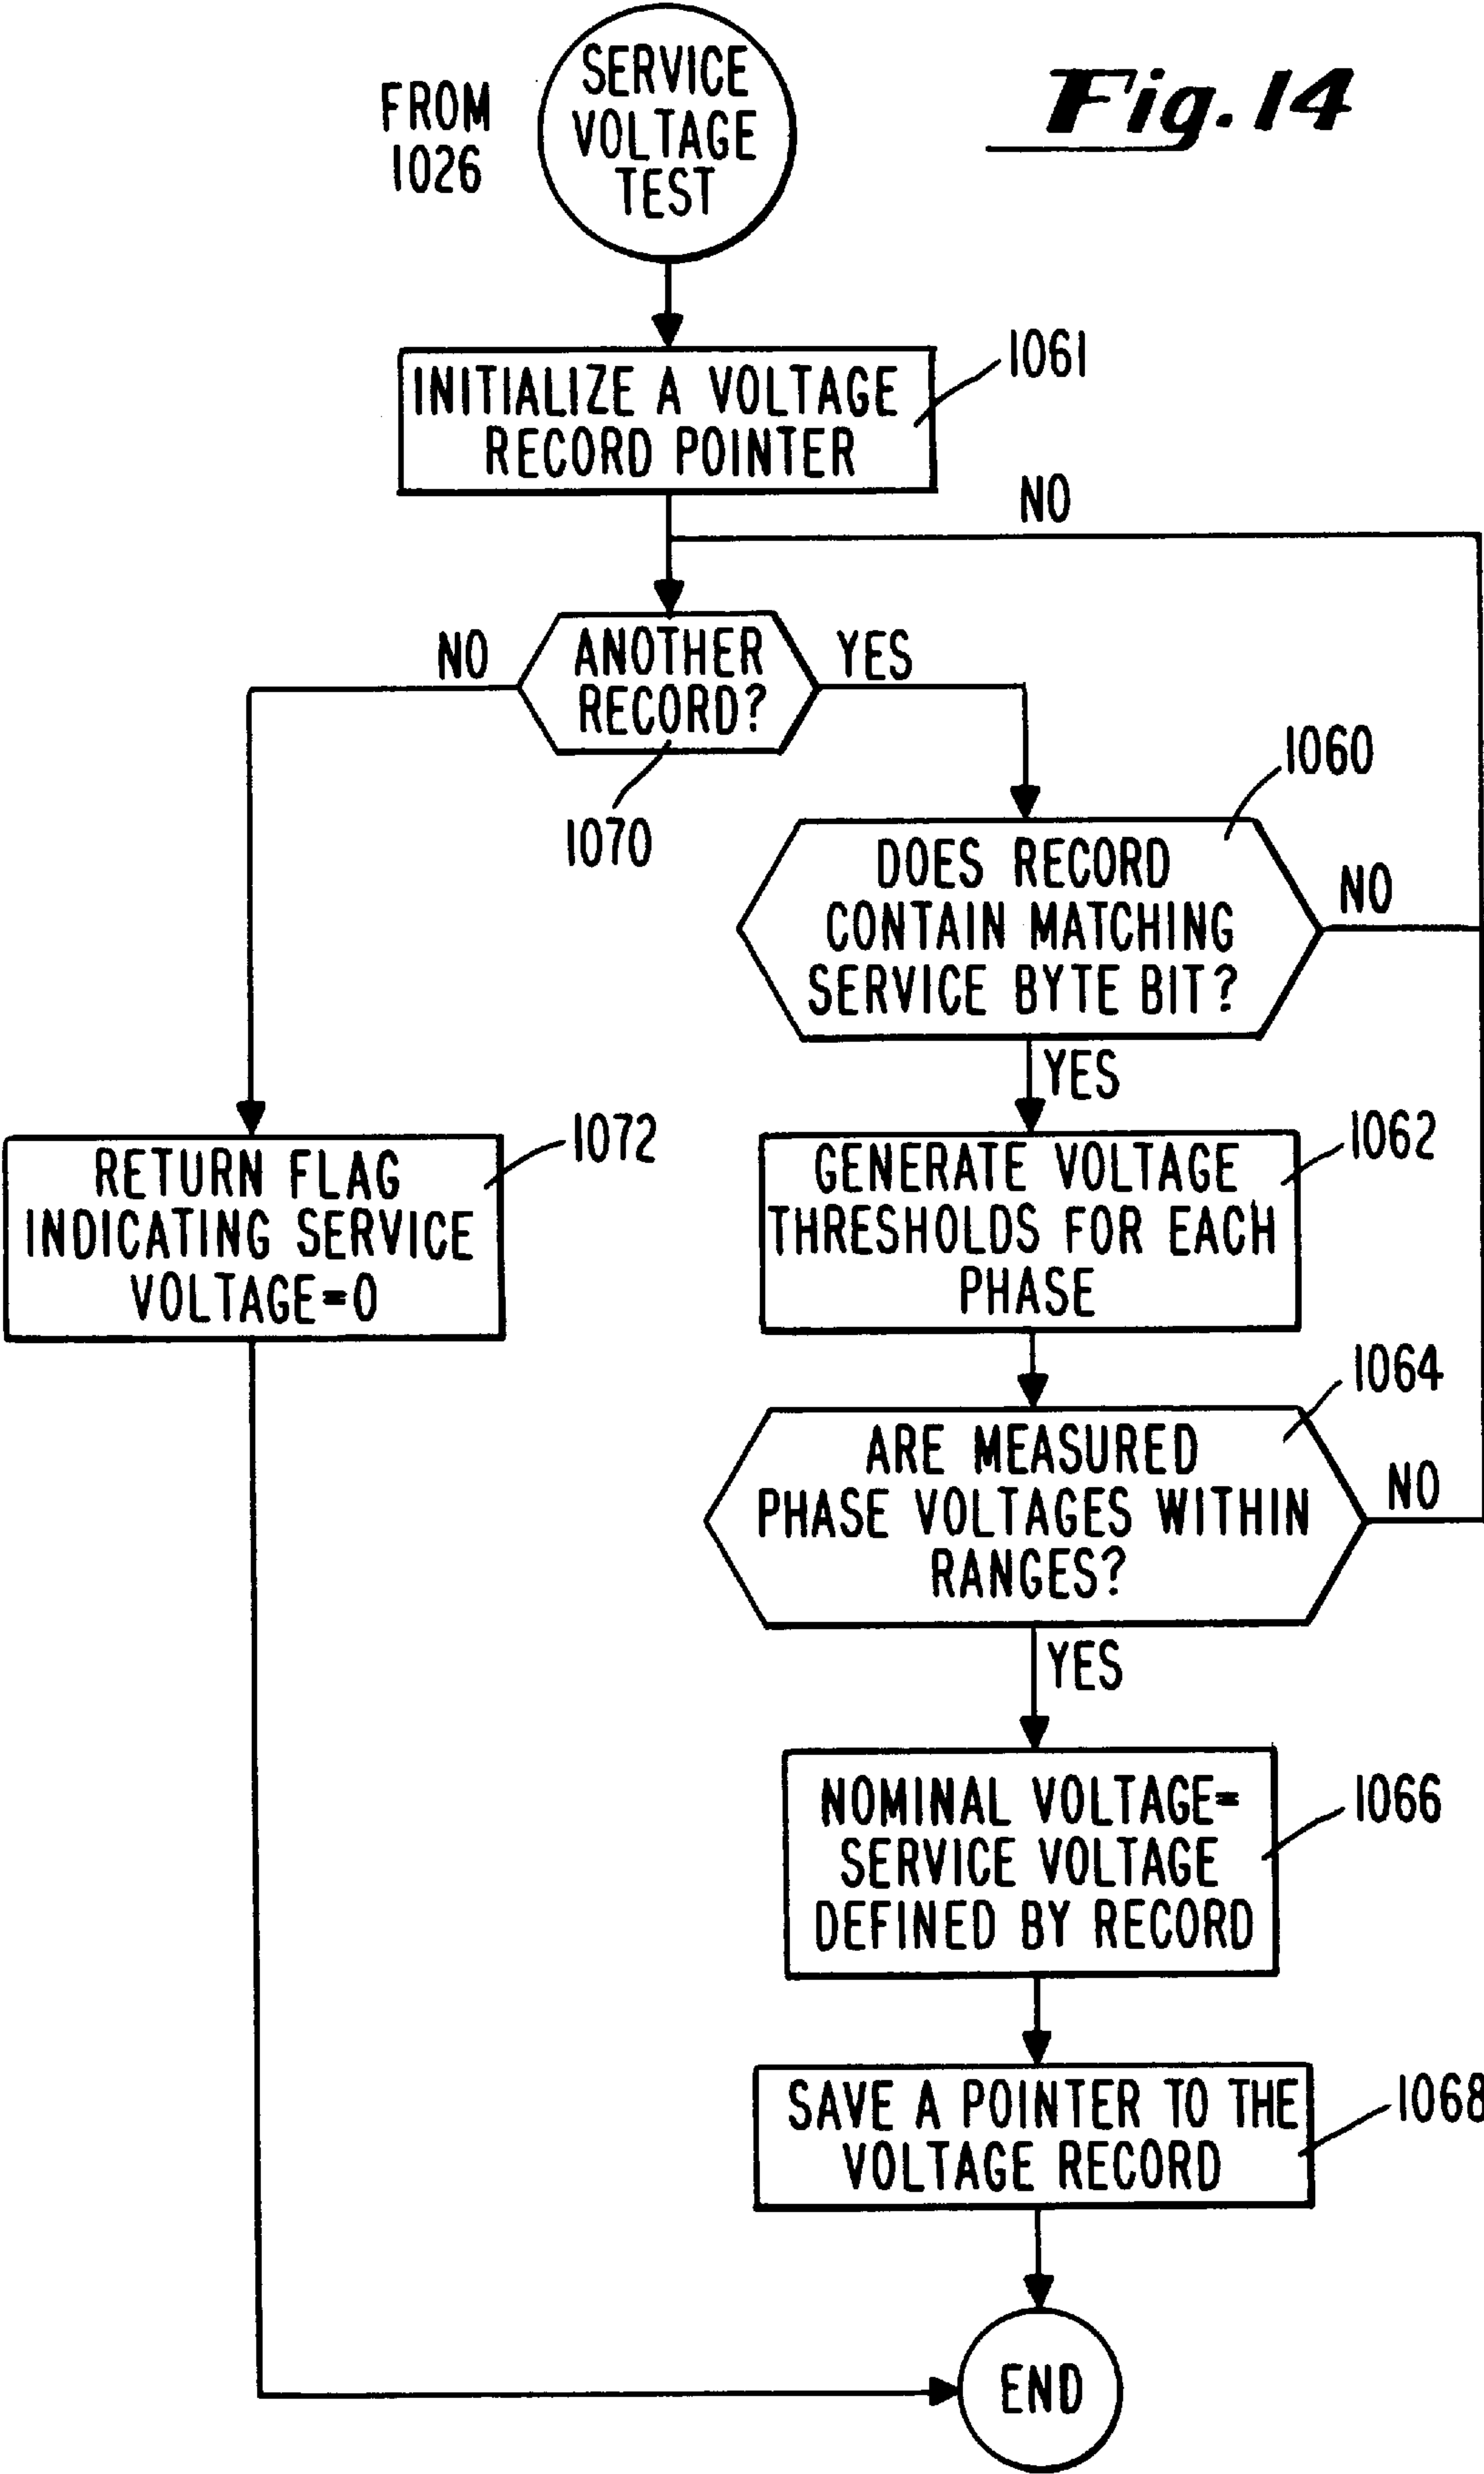 Fig. 14
FROM
1026
SERVICE
VOLTAGE
TEST
1061
INITIALIZE A VOLTAGE
RECORD POINTER
NO
NO
ANOTHER
RECORD?
YES
1070
1060
DOES RECORD
CONTAIN MATCHING
SERVICE BYTE BIT?
NO
YES
1072
RETURN FLAG
INDICATING SERVICE
VOLTAGE=0
1062
GENERATE VOLTAGE
THRESHOLDS FOR EACH
PHASE
1064
ARE MEASURED
PHASE VOLTAGES WITHIN
RANGES?
NO
YES
1066
NOMINAL VOLTAGE=
SERVICE VOLTAGE
DEFINED BY RECORD
1068
SAVE A POINTER TO THE
VOLTAGE RECORD
END